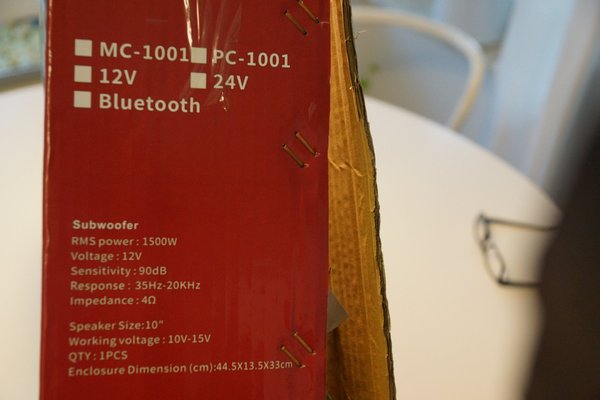 MC-1001 PC-1001
12V 24V
Bluetooth
Subwoofer
RMS power : 1500W
Voltage : 12V
Sensitivity : 90dB
Response : 35Hz-20KHz
Impedance : 4Ω
Speaker Size:10"
Working voltage : 10V-15V
QTY : 1PCS
Enclosure Dimension (cm):44.5X13.5X33cm